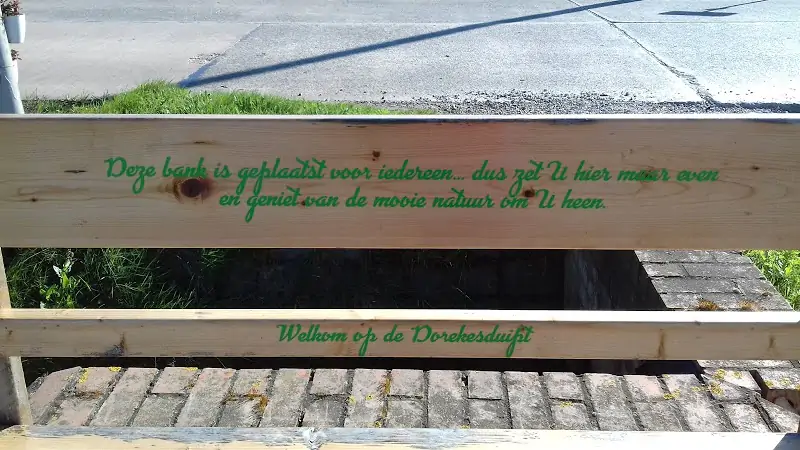 Deze bank is geplaatst voor iedereen... dus zet U hier maar even
en geniet van de mooie natuur om U heen.
Welkom op de Dorekesduist